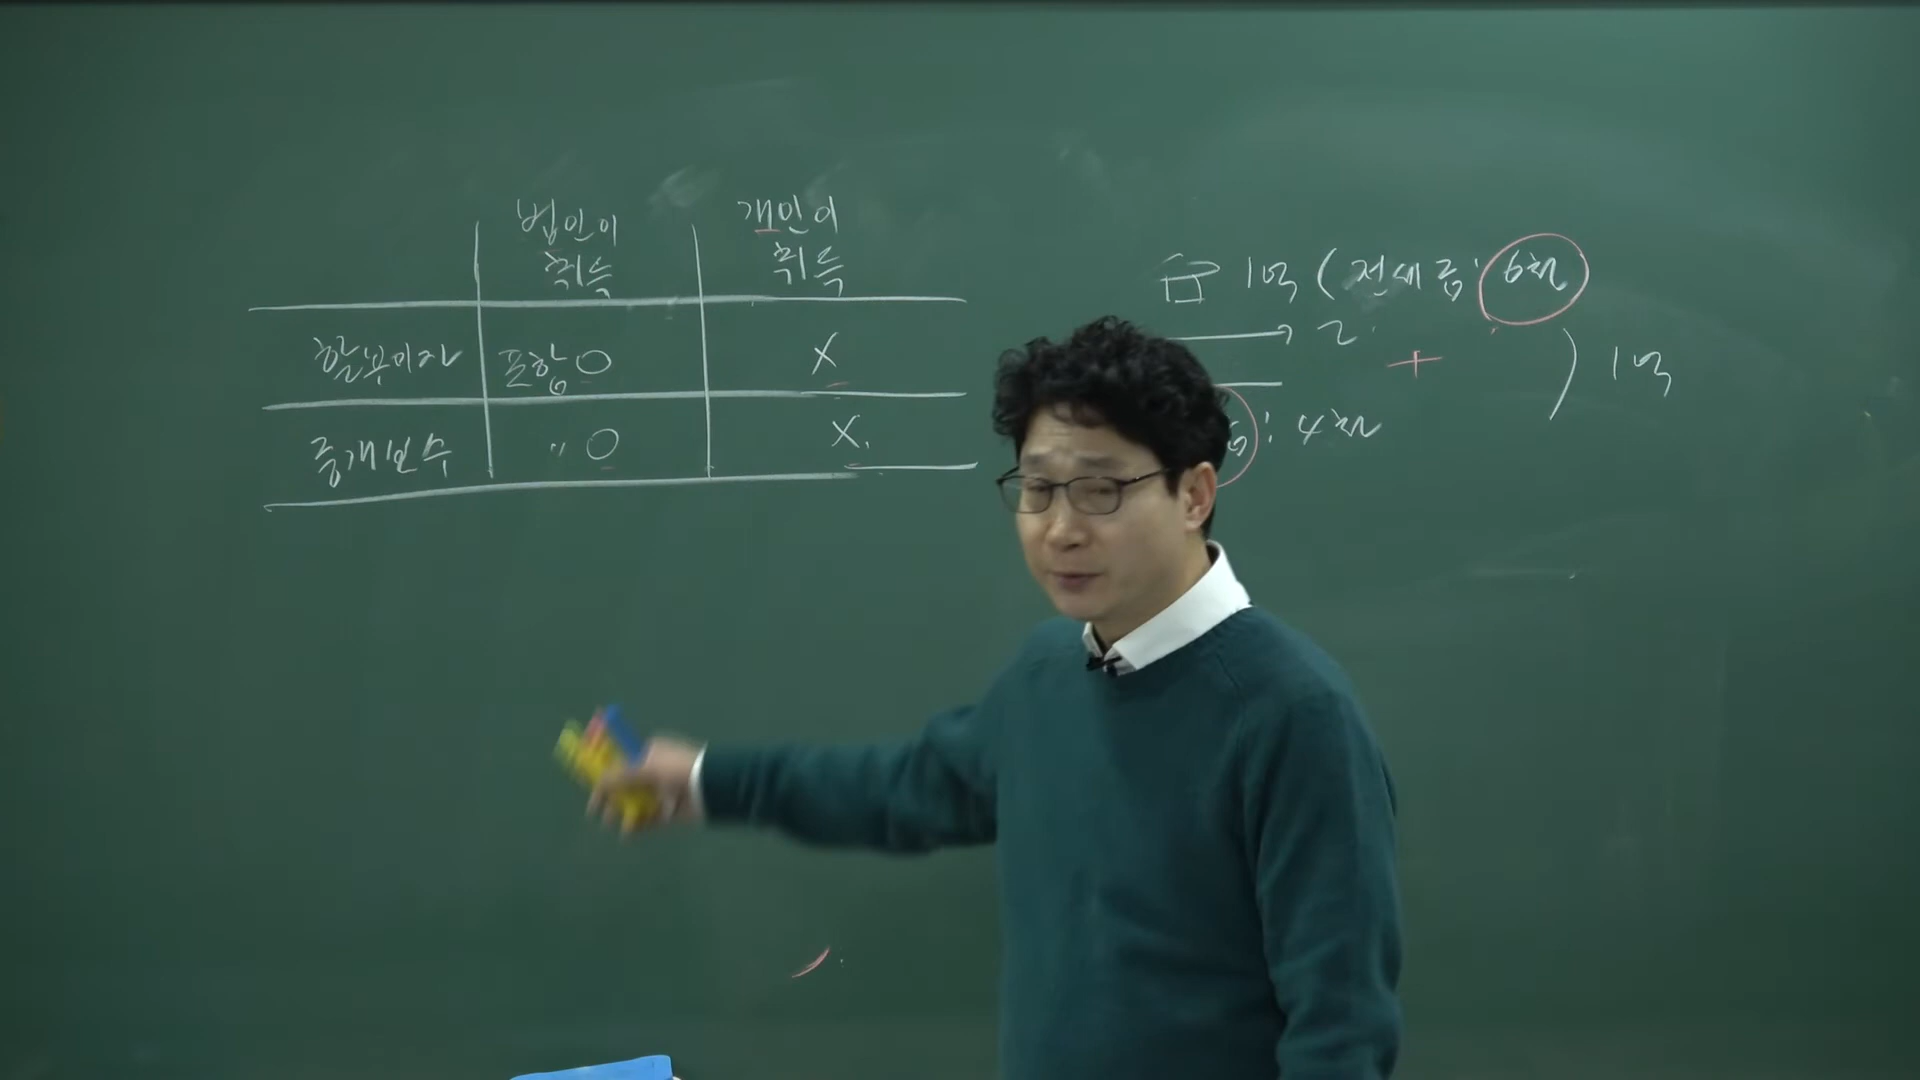 법인이 개인이
취득 취득
할부이자 포함 O X
중개보수 〃 O X.
1억 (전세금: 6천
→ 乙
+ ) 1억
: 4천